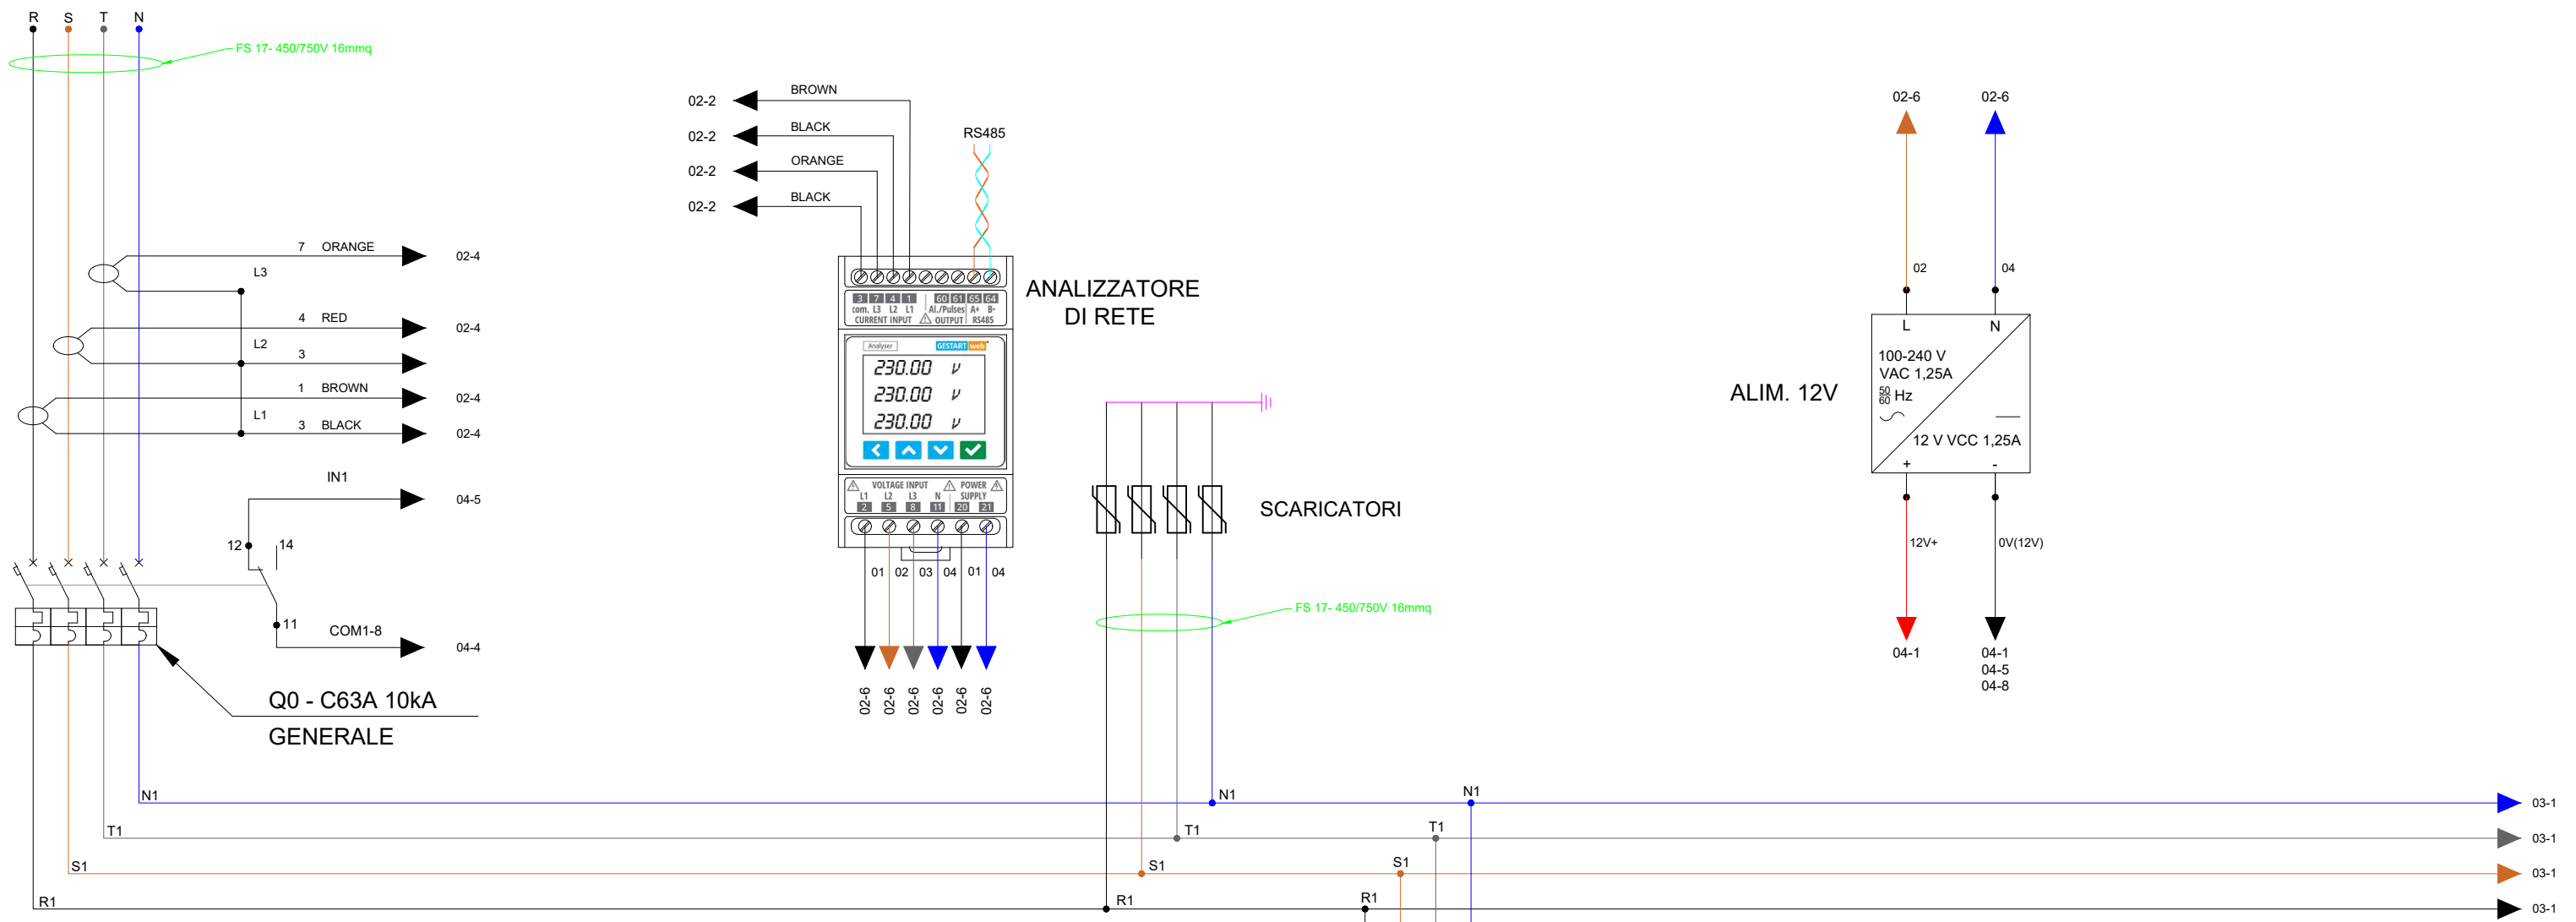 R S T N
FS 17- 450/750V 16mmq
7 ORANGE 02-4
L3
4 RED 02-4
L2 3
1 BROWN 02-4
L1
3 BLACK 02-4
IN1
04-5
12 14
11
COM1-8
04-4
Q0 - C63A 10kA
GENERALE
02-2 BROWN
02-2 BLACK
02-2 ORANGE
02-2 BLACK
RS485
ANALIZZATORE
DI RETE
3 7 4 1 60 61 65 64
com. L3 L2 L1 Al./Pulses A+ B-
CURRENT INPUT OUTPUT RS485
Analyser GESTART web
230.00 V
230.00 V
230.00 V
VOLTAGE INPUT POWER
L1 L2 L3 N SUPPLY
2 5 8 11 20 21
01 02 03 04 01 04
02-6 02-6 02-6 02-6 02-6 02-6
SCARICATORI
FS 17- 450/750V 16mmq
02-6 02-6
02 04
L N
100-240 V
VAC 1,25A
50
60 Hz
12 V VCC 1,25A
+ -
ALIM. 12V
12V+ 0V(12V)
04-1 04-1
04-5
04-8
N1 N1 N1 03-1
T1 T1 T1 03-1
S1 S1 S1 03-1
R1 R1 R1 03-1